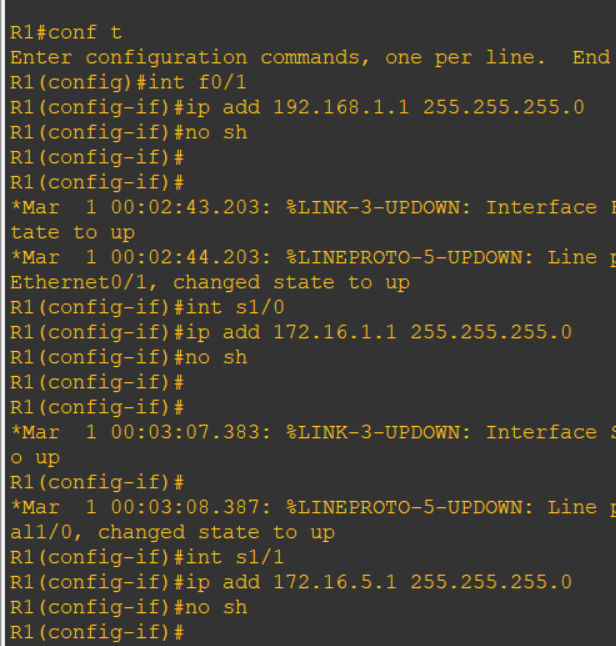 R1#conf t
Enter configuration commands, one per line.  End
R1(config)#int f0/1
R1(config-if)#ip add 192.168.1.1 255.255.255.0
R1(config-if)#no sh
R1(config-if)#
R1(config-if)#
*Mar  1 00:02:43.203: %LINK-3-UPDOWN: Interface
tate to up
*Mar  1 00:02:44.203: %LINEPROTO-5-UPDOWN: Line
Ethernet0/1, changed state to up
R1(config-if)#int s1/0
R1(config-if)#ip add 172.16.1.1 255.255.255.0
R1(config-if)#no sh
R1(config-if)#
R1(config-if)#
*Mar  1 00:03:07.383: %LINK-3-UPDOWN: Interface
o up
R1(config-if)#
*Mar  1 00:03:08.387: %LINEPROTO-5-UPDOWN: Line
al1/0, changed state to up
R1(config-if)#int s1/1
R1(config-if)#ip add 172.16.5.1 255.255.255.0
R1(config-if)#no sh
R1(config-if)#